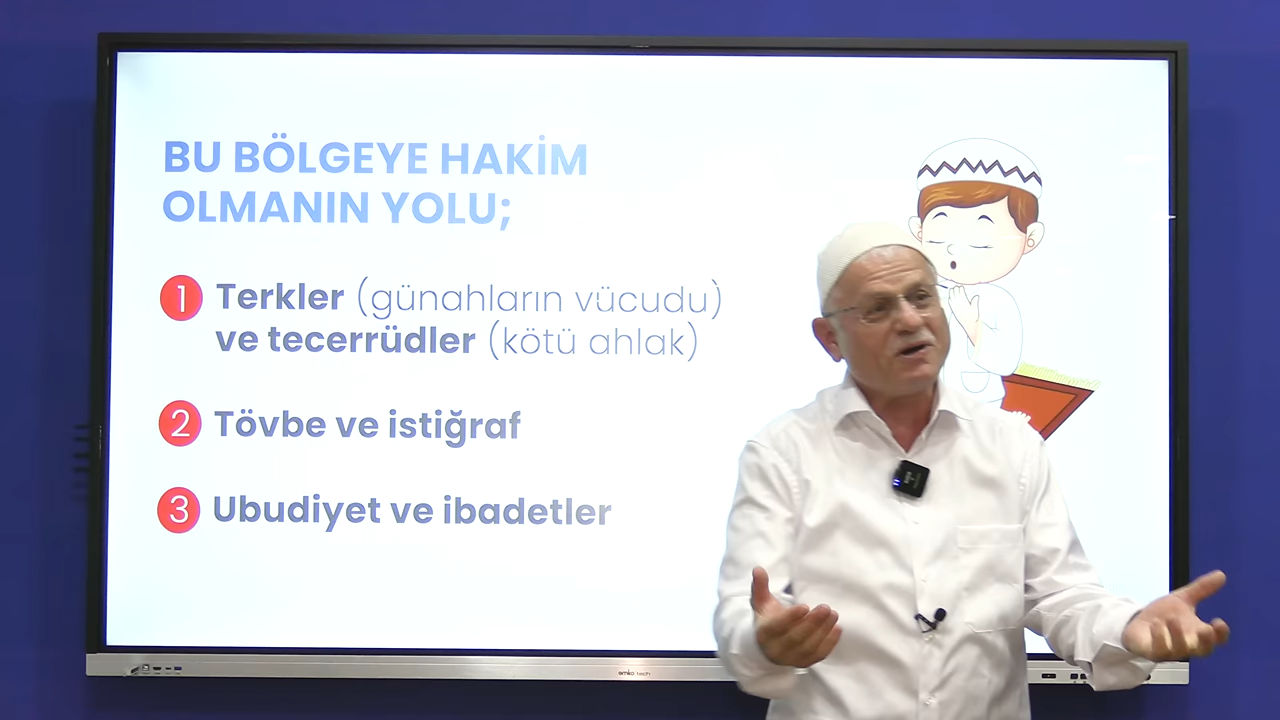 BU BÖLGEYE HAKİM
OLMANIN YOLU;
1 Terkler (günahların vücudu)
ve tecerrüdler (kötü ahlak)
2 Tövbe ve istiğraf
3 Ubudiyet ve ibadetler